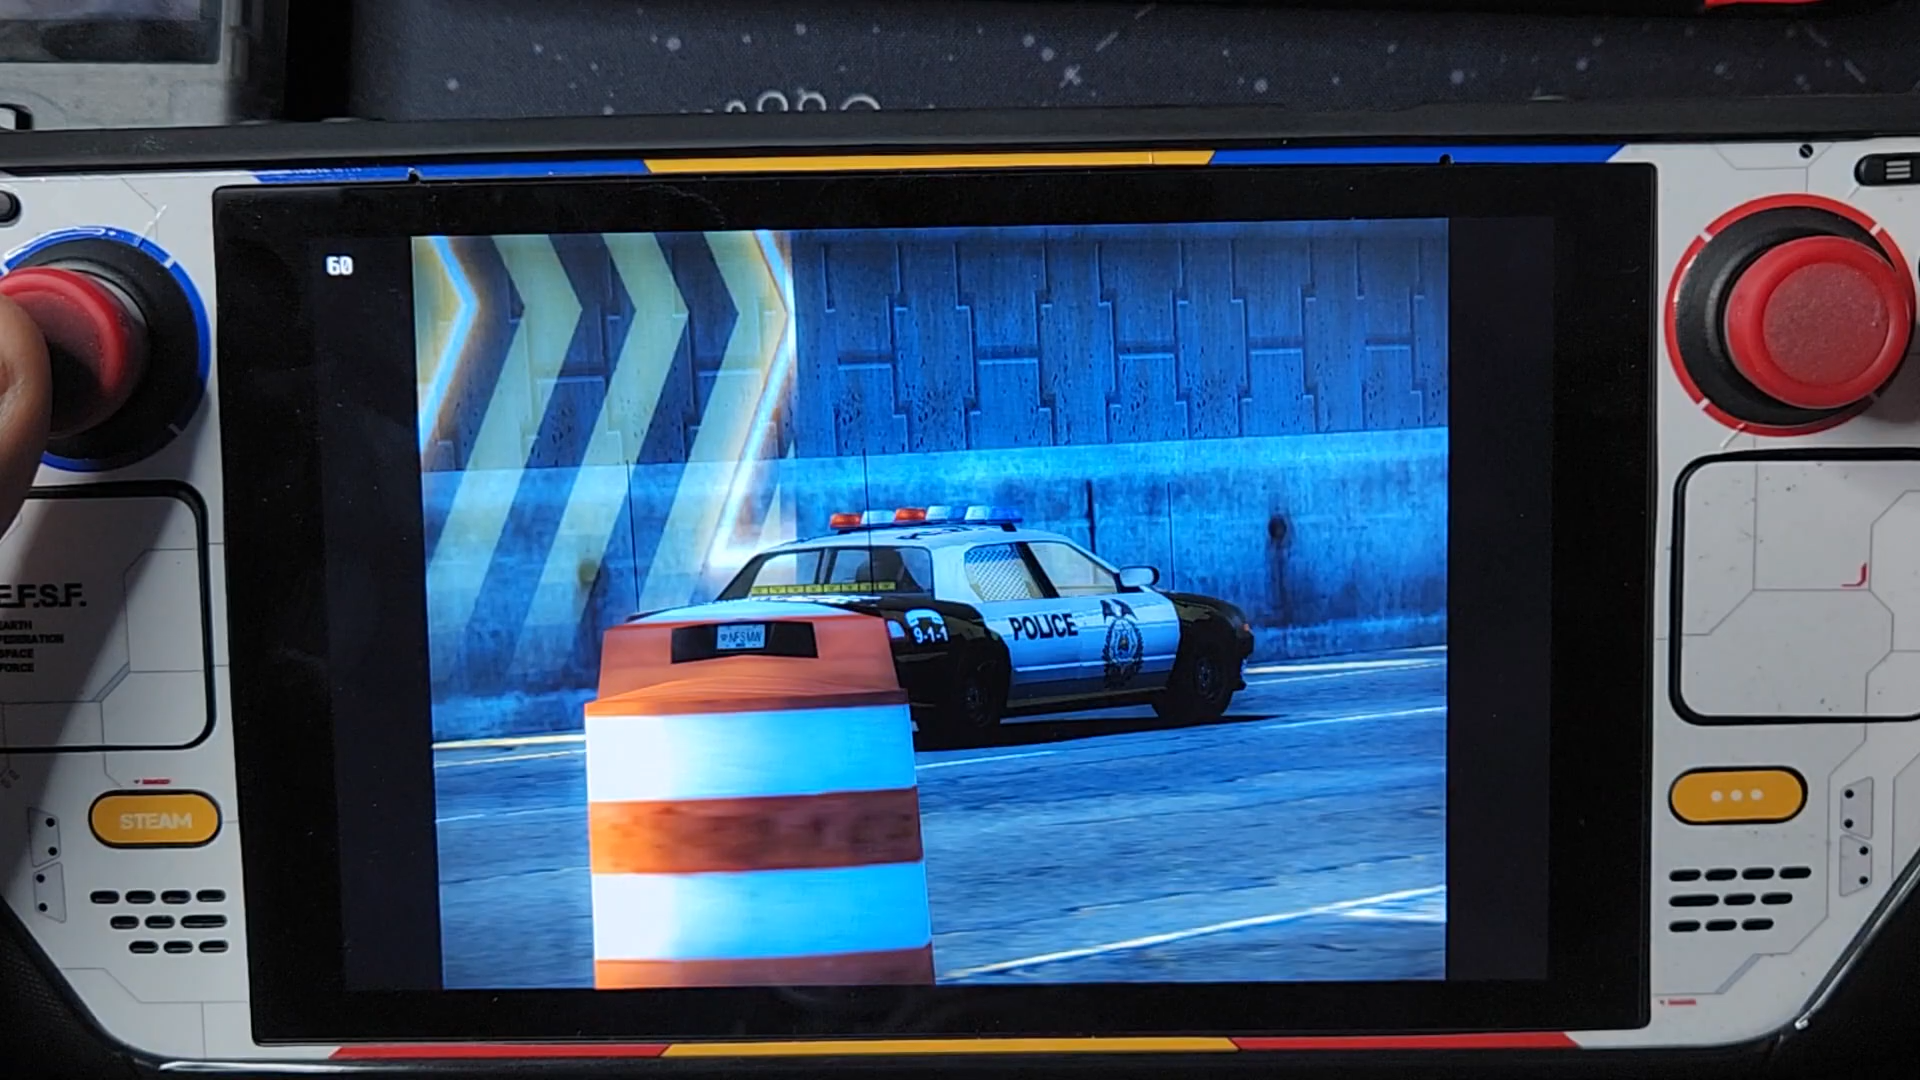 60
POLICE
9-1-1
NFSMW
E.F.S.F.
EARTH
FEDERATION
SPACE
FORCE
STEAM